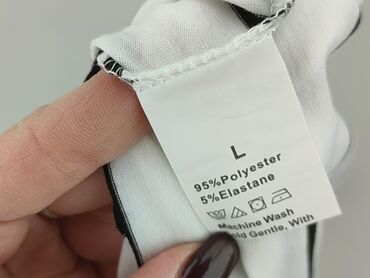 L
95%Polyester
5%Elastane
Machine Wash
Cold Gentle, With